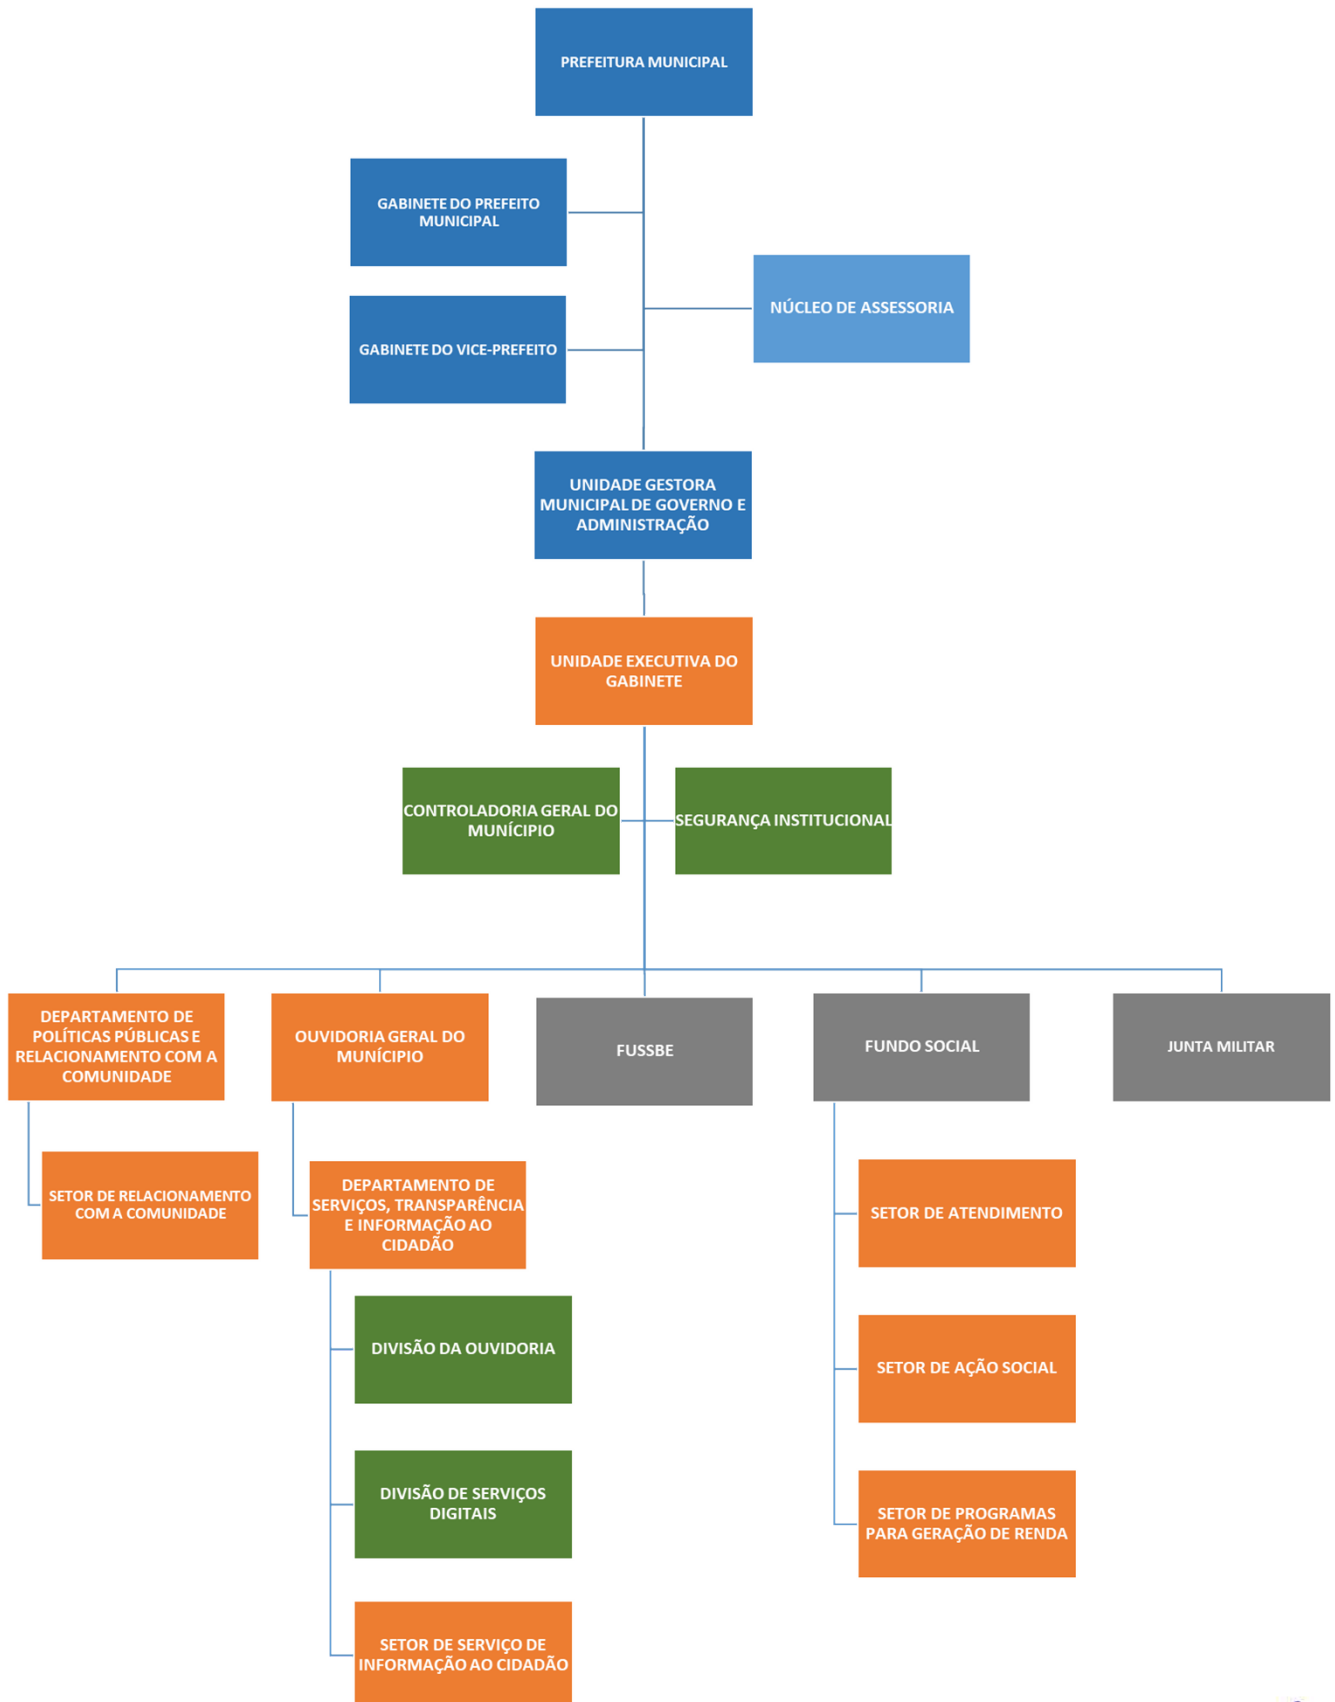 PREFEITURA MUNICIPAL
GABINETE DO PREFEITO
MUNICIPAL
NÚCLEO DE ASSESSORIA
GABINETE DO VICE-PREFEITO
UNIDADE GESTORA
MUNICIPAL DE GOVERNO E
ADMINISTRAÇÃO
UNIDADE EXECUTIVA DO
GABINETE
CONTROLADORIA GERAL DO
MUNÍCIPIO
SEGURANÇA INSTITUCIONAL
DEPARTAMENTO DE
POLÍTICAS PÚBLICAS E
RELACIONAMENTO COM A
COMUNIDADE
OUVIDORIA GERAL DO
MUNÍCIPIO
FUSSBE
FUNDO SOCIAL
JUNTA MILITAR
SETOR DE RELACIONAMENTO
COM A COMUNIDADE
DEPARTAMENTO DE
SERVIÇOS, TRANSPARÊNCIA
E INFORMAÇÃO AO
CIDADÃO
SETOR DE ATENDIMENTO
DIVISÃO DA OUVIDORIA
SETOR DE AÇÃO SOCIAL
DIVISÃO DE SERVIÇOS
DIGITAIS
SETOR DE PROGRAMAS
PARA GERAÇÃO DE RENDA
SETOR DE SERVIÇO DE
INFORMAÇÃO AO CIDADÃO